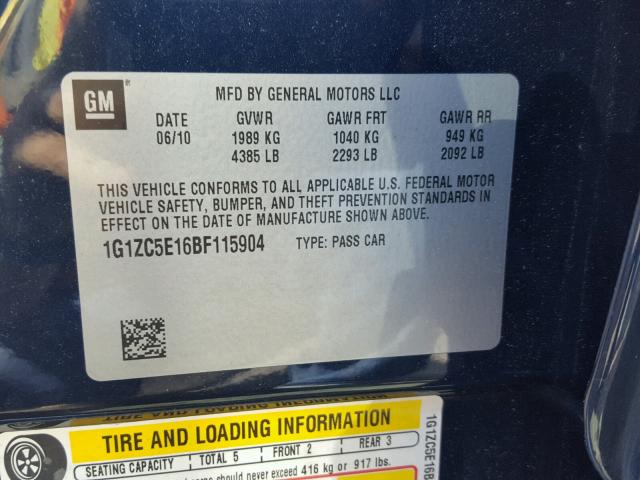 GM
MFD BY GENERAL MOTORS LLC
DATE GVWR GAWR FRT GAWR RR
06/10 1989 KG 1040 KG 949 KG
4385 LB 2293 LB 2092 LB
THIS VEHICLE CONFORMS TO ALL APPLICABLE U.S. FEDERAL MOTOR
VEHICLE SAFETY, BUMPER, AND THEFT PREVENTION STANDARDS IN
EFFECT ON THE DATE OF MANUFACTURE SHOWN ABOVE.
1G1ZC5E16BF115904 TYPE: PASS CAR
TIRE AND LOADING INFORMATION
SEATING CAPACITY TOTAL 5 FRONT 2 REAR 3
should never exceed 416 kg or 917 lbs.
1G1ZC5E16B